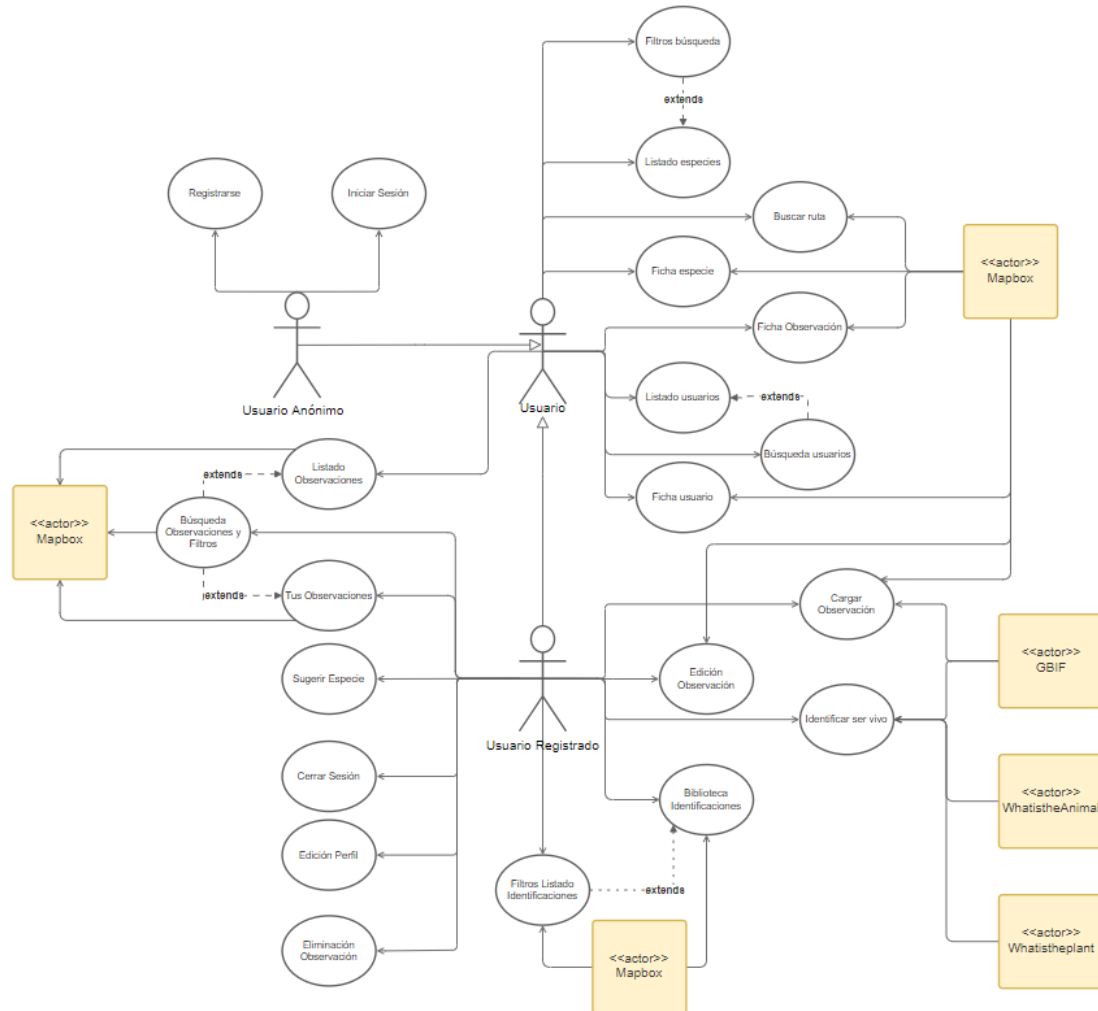 Filtros búsqueda
extends
Listado especies
Registrarse
Iniciar Sesión
Buscar ruta
<<actor>>
Mapbox
Ficha especie
Ficha Observación
Usuario Anónimo
Usuario
Listado usuarios
extends
Búsqueda usuarios
Listado
Observaciones
extends
Ficha usuario
<<actor>>
Mapbox
Búsqueda
Observaciones y
Filtros
extends
Tus Observaciones
Cargar
Observación
<<actor>>
GBIF
Sugerir Especie
Edición
Observación
Usuario Registrado
Identificar ser vivo
Cerrar Sesión
Biblioteca
Identificaciones
<<actor>>
WhatistheAnimal
Edición Perfil
Filtros Listado
Identificaciones
extends
Eliminación
Observación
<<actor>>
Mapbox
<<actor>>
Whatistheplant